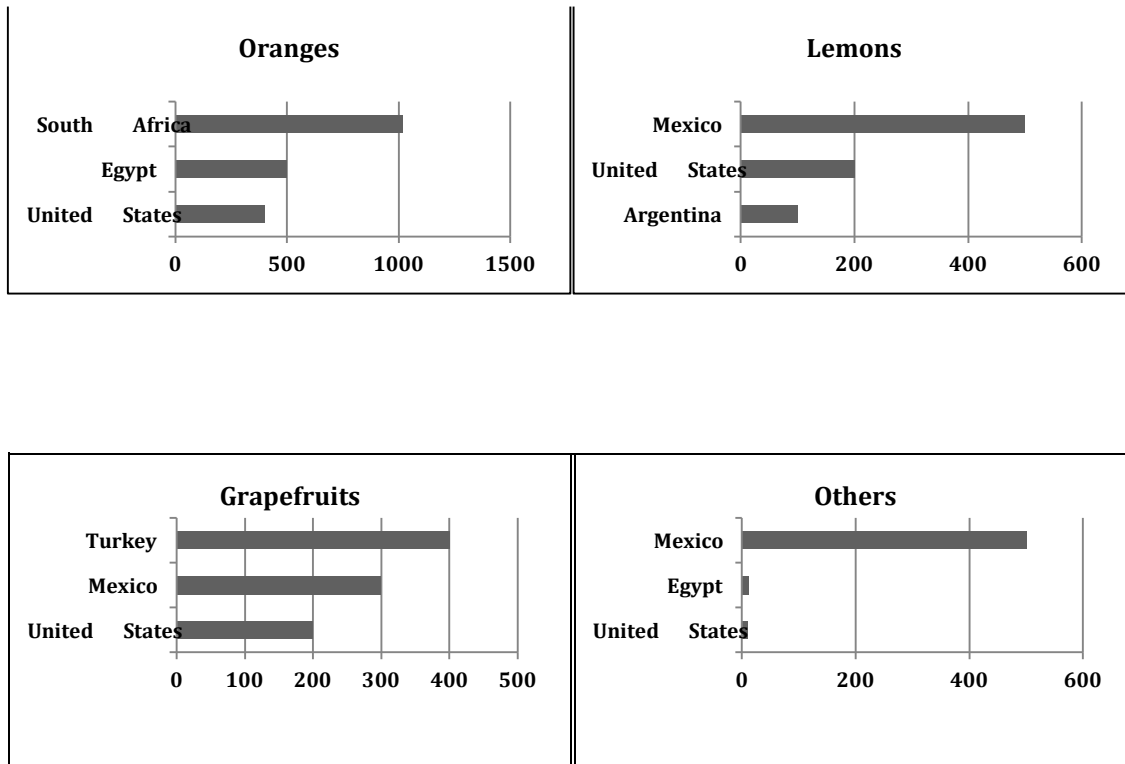 Oranges
South Africa
Egypt
United States
0 500 1000 1500
Lemons
Mexico
United States
Argentina
0 200 400 600
Grapefruits
Turkey
Mexico
United States
0 100 200 300 400 500
Others
Mexico
Egypt
United States
0 200 400 600